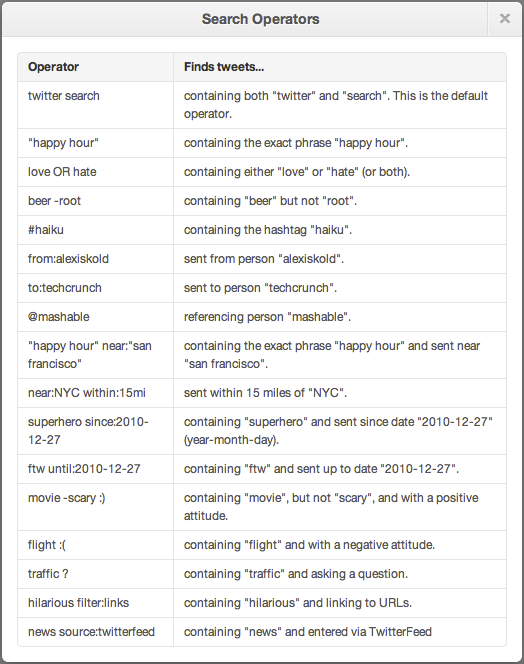 Search Operators
Operator Finds tweets...
twitter search containing both "twitter" and "search". This is the default
operator.
"happy hour" containing the exact phrase "happy hour".
love OR hate containing either "love" or "hate" (or both).
beer -root containing "beer" but not "root".
#haiku containing the hashtag "haiku".
from:alexiskold sent from person "alexiskold".
to:techcrunch sent to person "techcrunch".
@mashable referencing person "mashable".
"happy hour" near:"san
francisco" containing the exact phrase "happy hour" and sent near
"san francisco".
near:NYC within:15mi sent within 15 miles of "NYC".
superhero since:2010-
12-27 containing "superhero" and sent since date "2010-12-27"
(year-month-day).
ftw until:2010-12-27 containing "ftw" and sent up to date "2010-12-27".
movie -scary :) containing "movie", but not "scary", and with a positive
attitude.
flight :( containing "flight" and with a negative attitude.
traffic ? containing "traffic" and asking a question.
hilarious filter:links containing "hilarious" and linking to URLs.
news source:twitterfeed containing "news" and entered via TwitterFeed